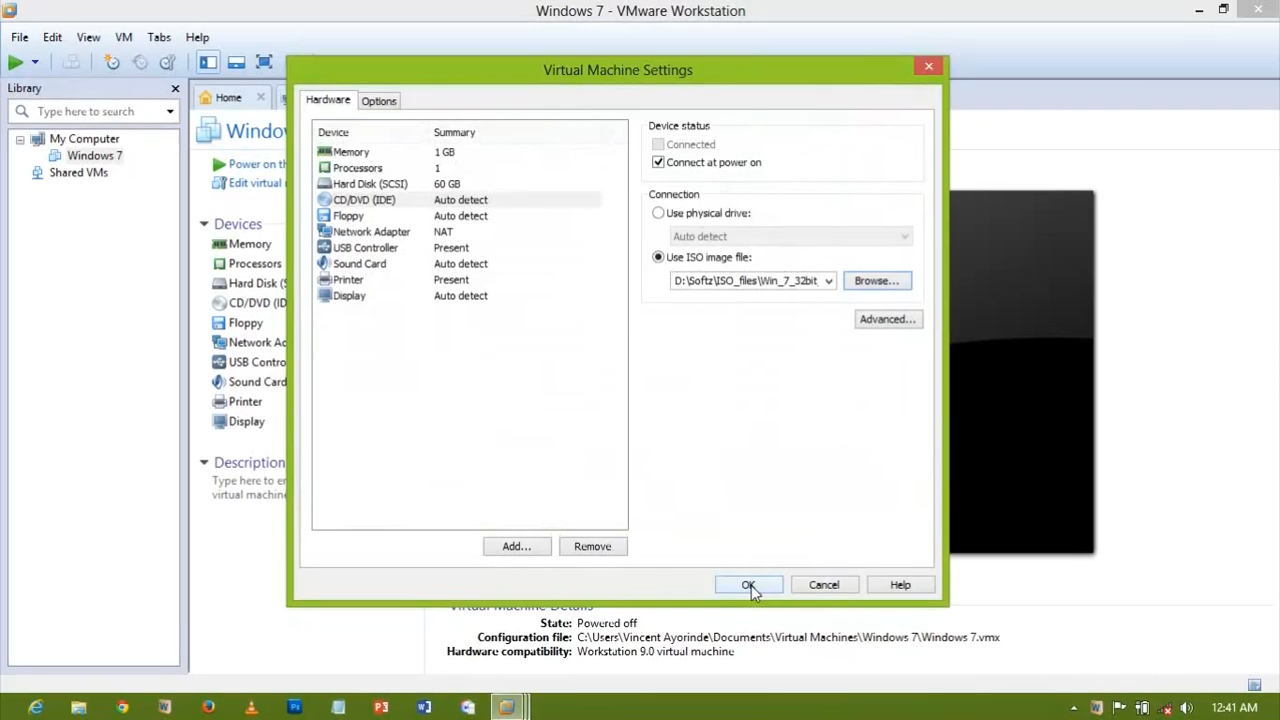 Windows 7 - VMware Workstation
File Edit View VM Tabs Help
Library
Type here to search
My Computer
Windows 7
Shared VMs
Home
Windo
Power on th
Edit virtual
Devices
Memory
Processors
Hard Disk (S
CD/DVD (ID
Floppy
Network Ad
USB Contro
Sound Card
Printer
Display
Description
Type here to en
virtual machine
Virtual Machine Settings
Hardware Options
Device Summary
Memory 1 GB
Processors 1
Hard Disk (SCSI) 60 GB
CD/DVD (IDE) Auto detect
Floppy Auto detect
Network Adapter NAT
USB Controller Present
Sound Card Auto detect
Printer Present
Display Auto detect
Add... Remove
Device status
Connected
Connect at power on
Connection
Use physical drive:
Auto detect
Use ISO image file:
D:\Softz\ISO_files\Win_7_32bit
Browse...
Advanced...
OK Cancel Help
Virtual Machine Details
State: Powered off
Configuration file: C:\Users\Vincent Ayorinde\Documents\Virtual Machines\Windows 7\Windows 7.vmx
Hardware compatibility: Workstation 9.0 virtual machine
12:41 AM